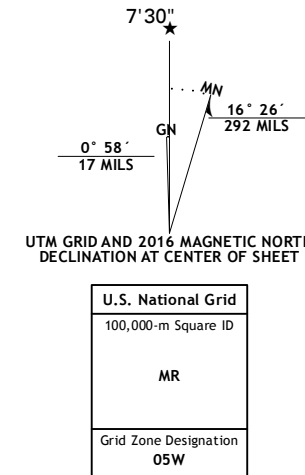 7'30"
MN
16° 26´
292 MILS
GN
0° 58´
17 MILS
UTM GRID AND 2016 MAGNETIC NORTH
DECLINATION AT CENTER OF SHEET
U.S. National Grid
100,000-m Square ID
MR
Grid Zone Designation
05W